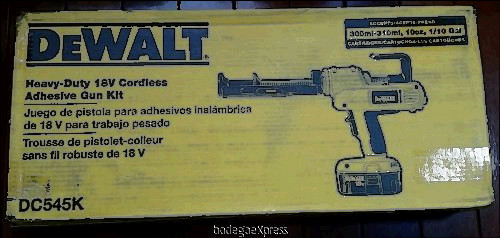 DEWALT
Heavy-Duty 18V Cordless
Adhesive Gun Kit
Juego de pistola para adhesivos inalámbrica
de 18 V para trabajo pesado
Trousse de pistolet-colleur
sans fil robuste de 18 V
DC545K
300ml-310ml, 10oz, 1/10 Gal
DEWALT
bodegaexpress